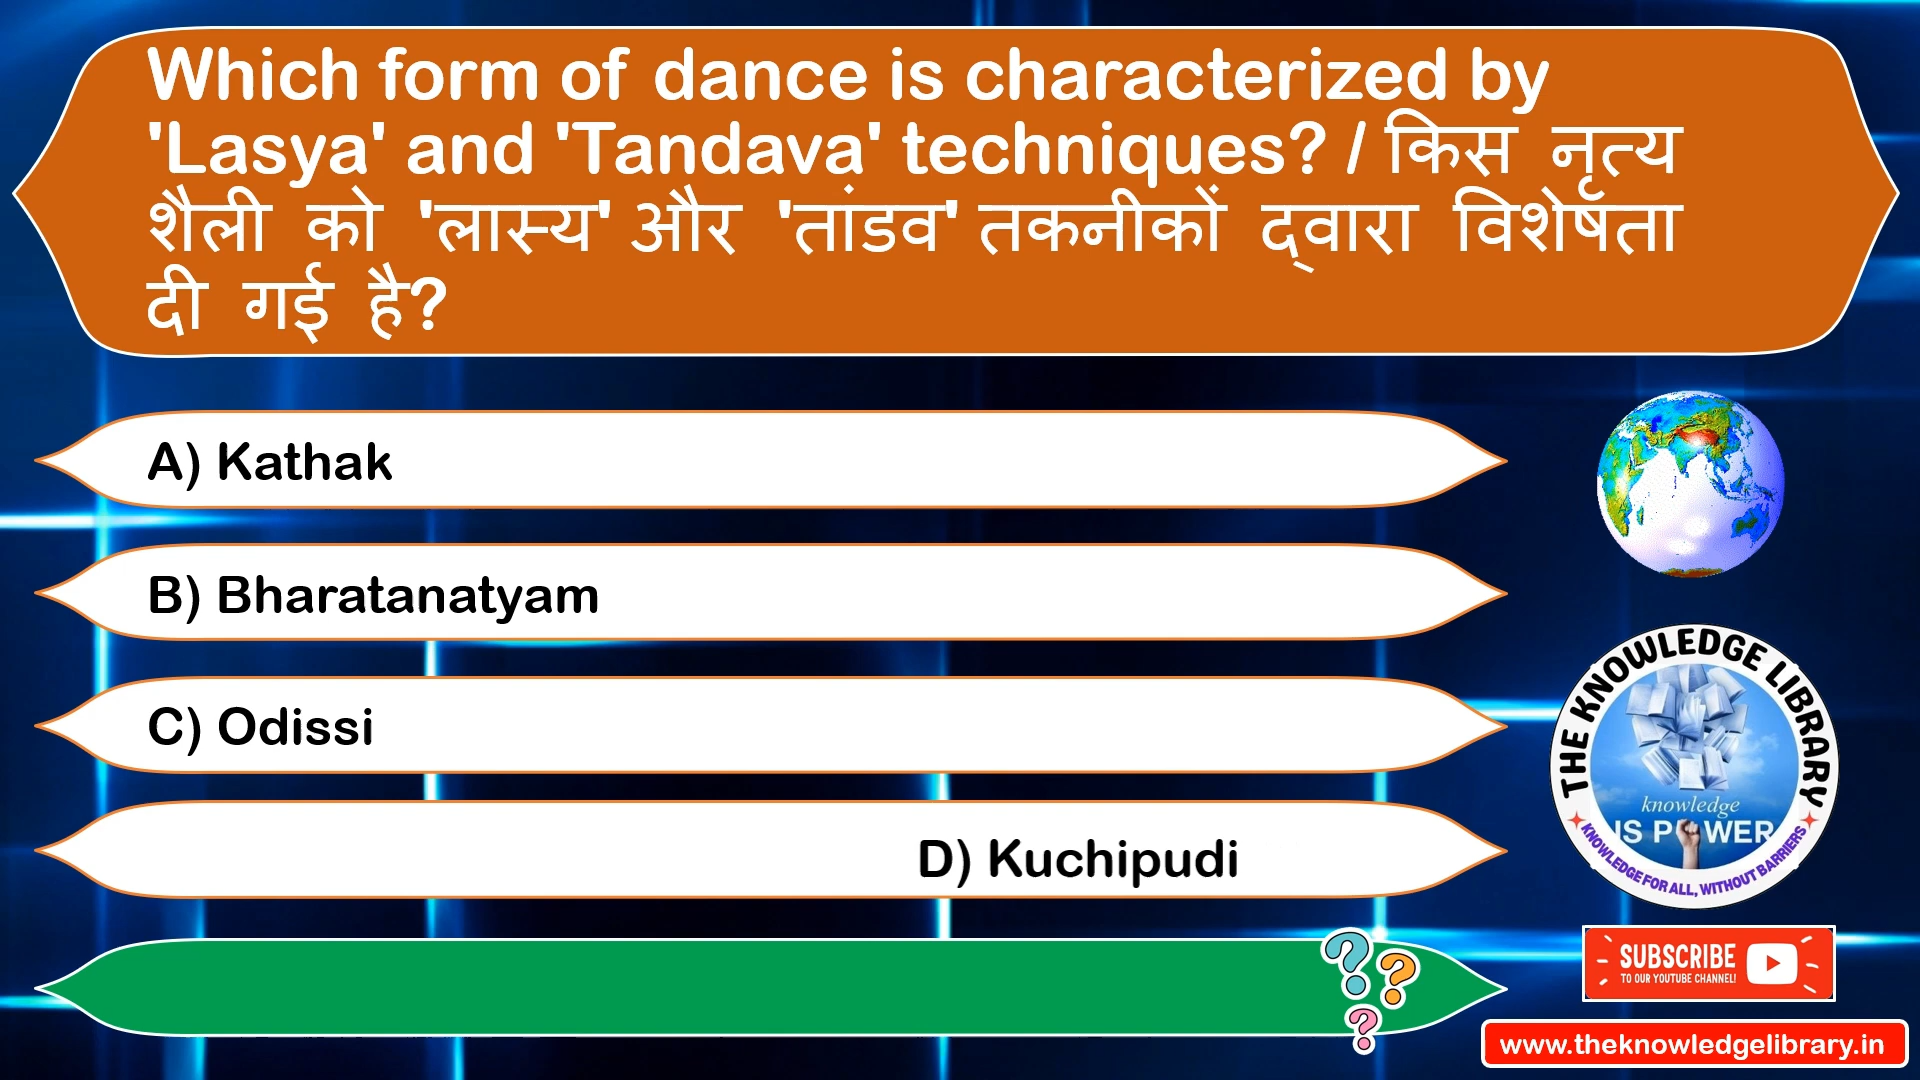 Which form of dance is characterized by
'Lasya' and 'Tandava' techniques? / किस नृत्य
शैली को 'लास्य' और 'तांडव' तकनीकों द्वारा विशेषता
दी गई है?
A) Kathak
B) Bharatanatyam
C) Odissi
D) Kuchipudi
THE KNOWLEDGE LIBRARY
knowledge
IS POWER
KNOWLEDGE FOR ALL, WITHOUT BARRIERS
SUBSCRIBE
TO OUR YOUTUBE CHANNEL!
www.theknowledgelibrary.in